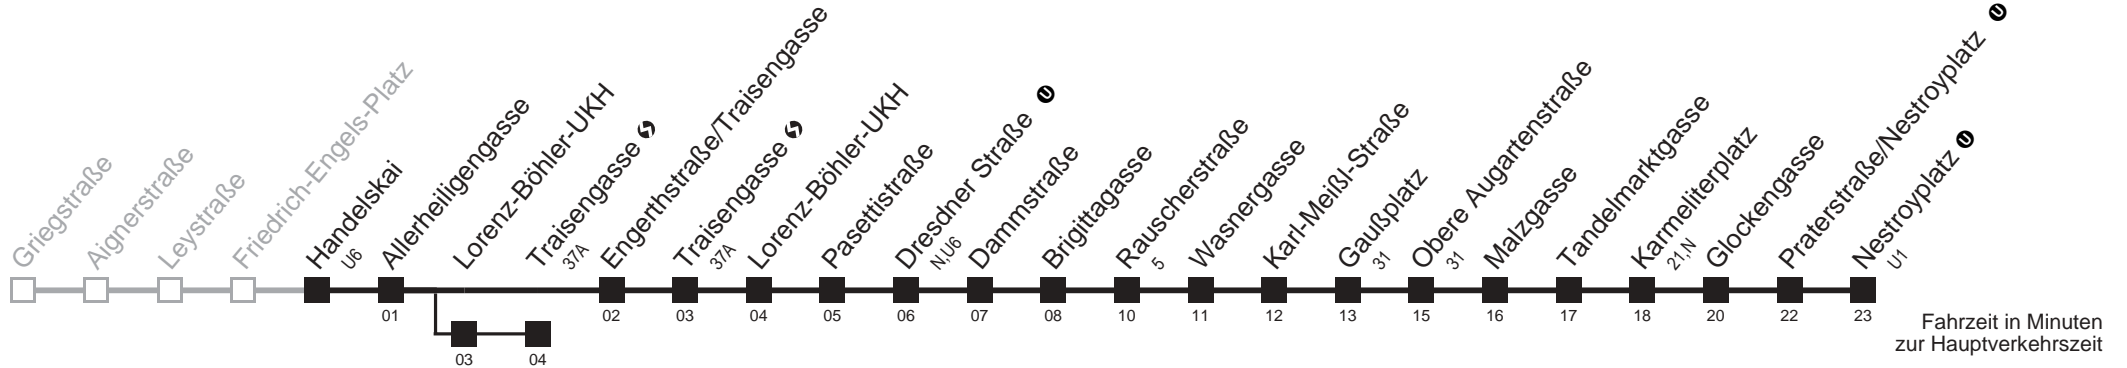 Griegstraße
Aignerstraße
Leystraße
Friedrich-Engels-Platz
Handelskai
U6
Allerheiligengasse
Lorenz-Böhler-UKH
Traisengasse
37A
Engerthstraße/Traisengasse
Traisengasse
37A
Lorenz-Böhler-UKH
Pasettistraße
Dresdner Straße U
N,U6
Dammstraße
Brigittagasse
Rauscherstraße
5
Wasnergasse
Karl-Meißl-Straße
Gaußplatz
31
Obere Augartenstraße
31
Malzgasse
Tandelmarktgasse
Karmeliterplatz
21,N
Glockengasse
Praterstraße/Nestroyplatz U
Nestroyplatz U
U1
01 02 03 04 05 06 07 08 10 11 12 13 15 16 17 18 20 22 23
03 04
Fahrzeit in Minuten
zur Hauptverkehrszeit